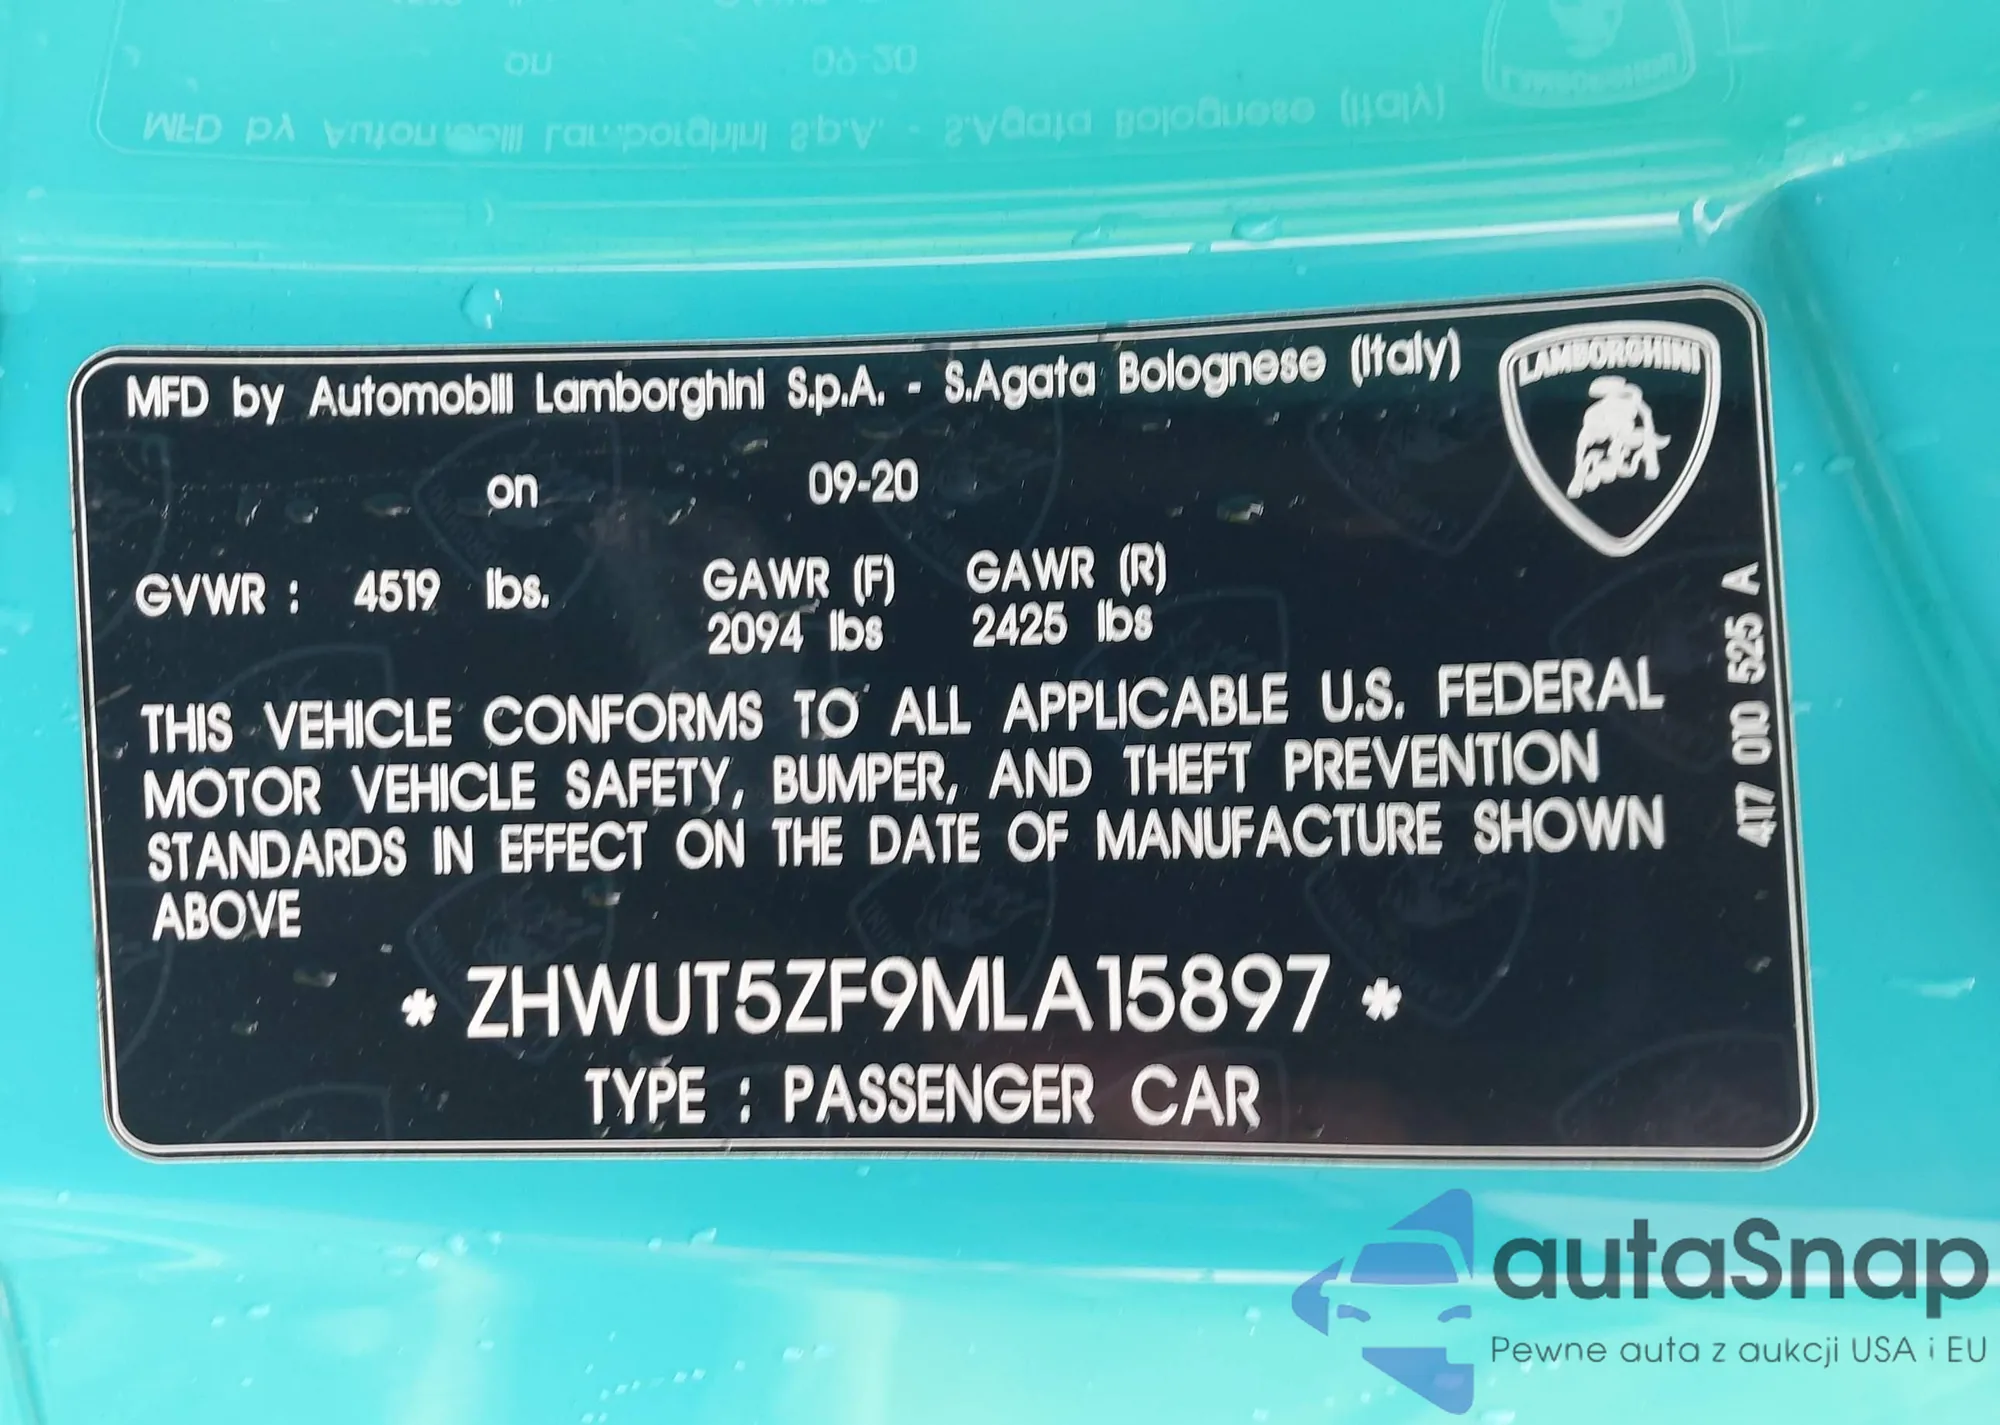 MFD by Automobili Lamborghini S.p.A. - S.Agata Bolognese (Italy)
LAMBORGHINI
on 09-20
GVWR : 4519 lbs. GAWR (F) GAWR (R)
2094 lbs 2425 lbs
THIS VEHICLE CONFORMS TO ALL APPLICABLE U.S. FEDERAL
MOTOR VEHICLE SAFETY, BUMPER, AND THEFT PREVENTION
STANDARDS IN EFFECT ON THE DATE OF MANUFACTURE SHOWN
ABOVE
* ZHWUT5ZF9MLA15897 *
TYPE : PASSENGER CAR
417 010 525 A
autaSnap
Pewne auta z aukcji USA i EU